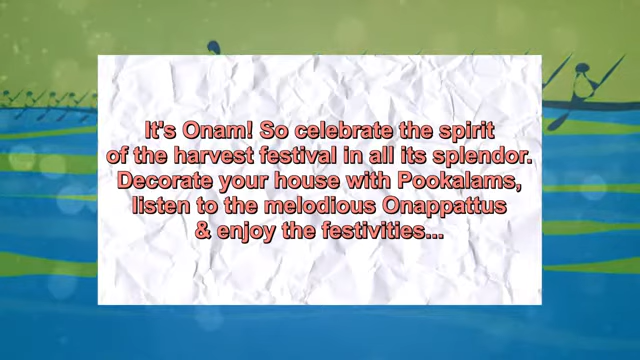 It's Onam! So celebrate the spirit
of the harvest festival in all its splendor.
Decorate your house with Pookalams,
listen to the melodious Onappattus
& enjoy the festivities...